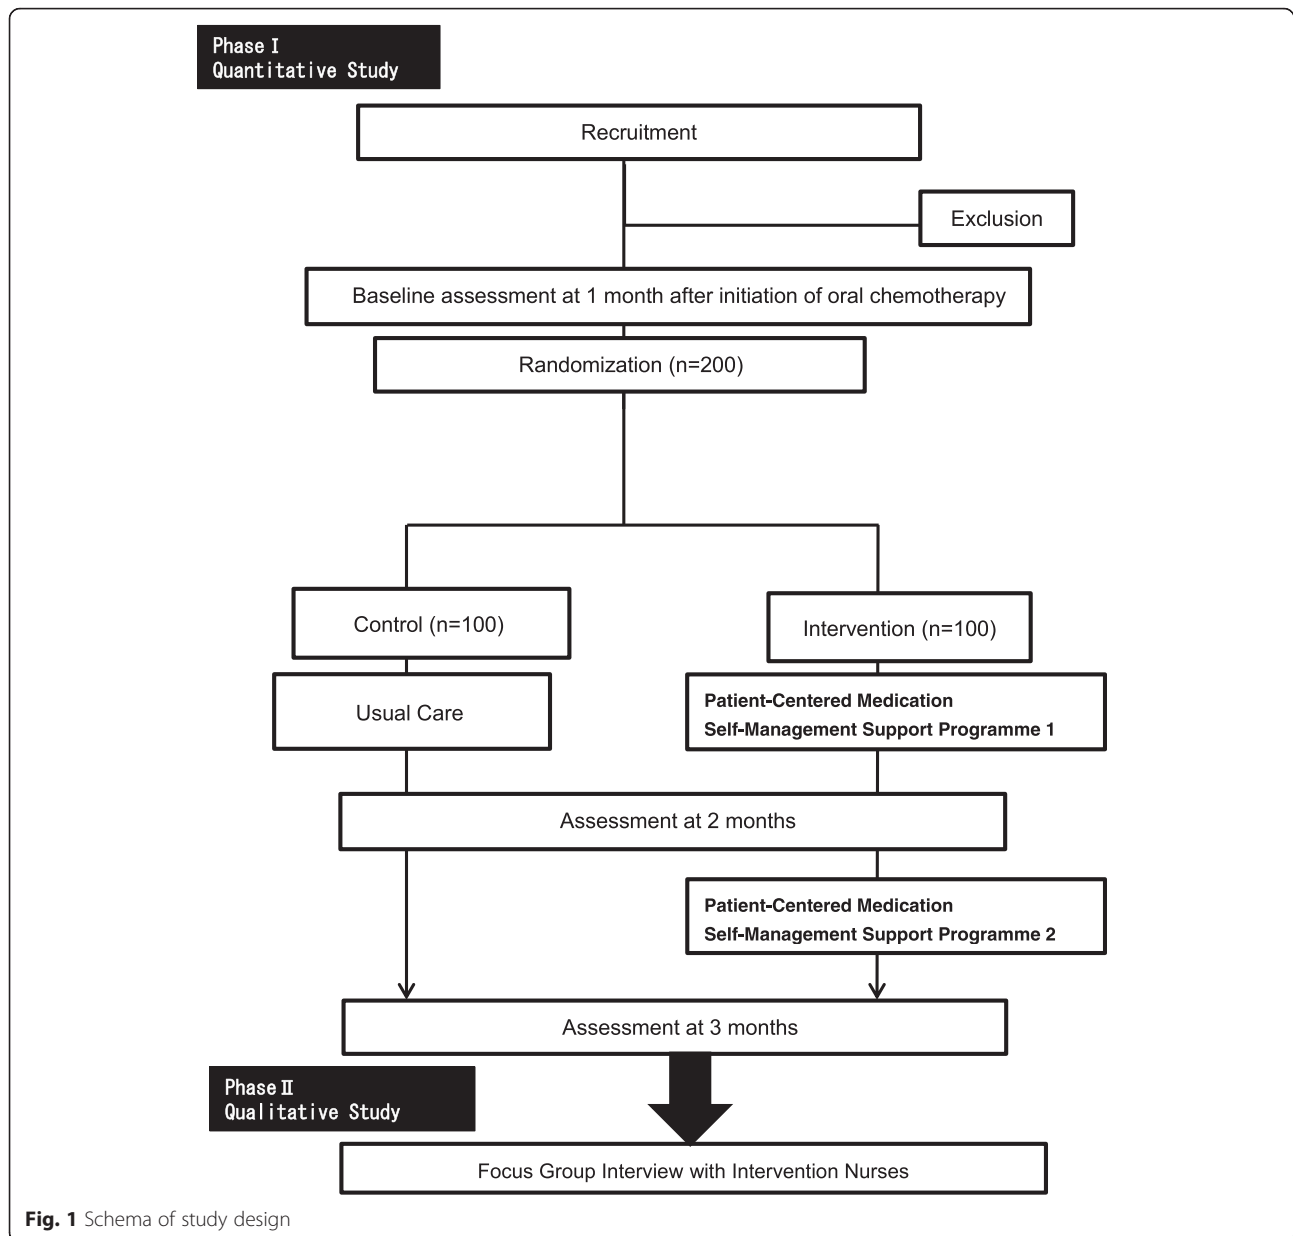 Phase Ⅰ
Quantitative Study
Recruitment
Exclusion
Baseline assessment at 1 month after initiation of oral chemotherapy
Randomization (n=200)
Control (n=100)
Intervention (n=100)
Usual Care
Patient-Centered Medication
Self-Management Support Programme 1
Assessment at 2 months
Patient-Centered Medication
Self-Management Support Programme 2
Assessment at 3 months
Phase Ⅱ
Qualitative Study
Focus Group Interview with Intervention Nurses
Fig. 1 Schema of study design